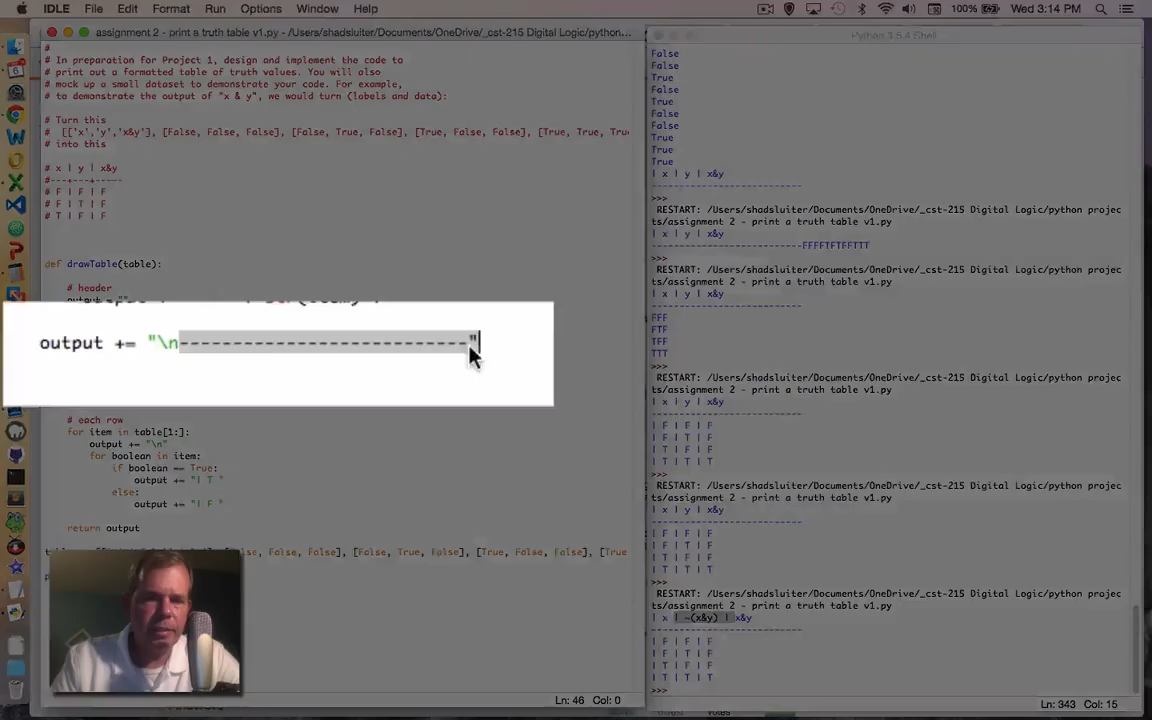 IDLE File Edit Format Run Options Window Help
100% Wed 3:14 PM
assignment 2 - print a truth table v1.py - /Users/shadsluiter/Documents/OneDrive/_cst-215 Digital Logic/python...
#
# In preparation for Project 1, design and implement the code to
# print out a formatted table of truth values. You will also
# mock up a small dataset to demonstrate your code. For example,
# to demonstrate the output of "x & y", we would turn (labels and data):
# Turn this
# [['x','y','x&y'], [False, False, False], [False, True, False], [True, False, False], [True, True, Tru
# into this
# x | y | x&y
#---+---+-----
# F | F | F
# F | T | F
# T | F | F
def drawTable(table):
# header
output =""
output += "\n---------------------------"
# each row
for item in table[1:]:
output += "\n"
for boolean in item:
if boolean == True:
output += "| T "
else:
output += "| F "
return output
False, False, False], [False, True, False], [True, False, False], [True
Ln: 46 Col: 0
Python 3.5.4 Shell
False
False
True
False
True
False
False
True
True
True
| x | y | x&y
---------------------------
>>>
RESTART: /Users/shadsluiter/Documents/OneDrive/_cst-215 Digital Logic/python projec
ts/assignment 2 - print a truth table v1.py
| x | y | x&y
---------------------------FFFFTFTFFTTT
>>>
RESTART: /Users/shadsluiter/Documents/OneDrive/_cst-215 Digital Logic/python projec
ts/assignment 2 - print a truth table v1.py
| x | y | x&y
---------------------------
FFF
FTF
TFF
TTT
>>>
RESTART: /Users/shadsluiter/Documents/OneDrive/_cst-215 Digital Logic/python projec
ts/assignment 2 - print a truth table v1.py
| x | y | x&y
---------------------------
| F | F | F
| F | T | F
| T | F | F
| T | T | T
>>>
RESTART: /Users/shadsluiter/Documents/OneDrive/_cst-215 Digital Logic/python projec
ts/assignment 2 - print a truth table v1.py
| x | y | x&y
---------------------------
| F | F | F
| F | T | F
| T | F | F
| T | T | T
>>>
RESTART: /Users/shadsluiter/Documents/OneDrive/_cst-215 Digital Logic/python projec
ts/assignment 2 - print a truth table v1.py
| x | ~(x&y) | x&y
---------------------------
| F | F | F
| F | T | F
| T | F | F
| T | T | T
>>>
Ln: 343 Col: 15